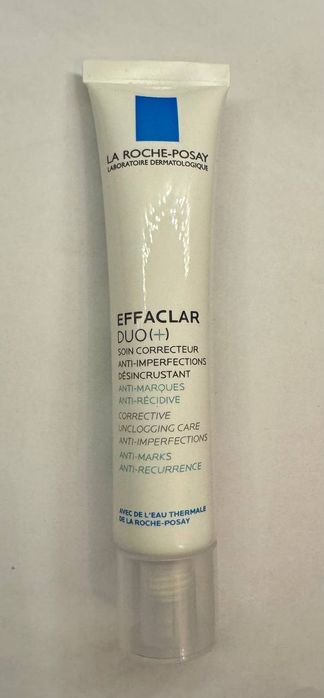 LA ROCHE-POSAY
LABORATOIRE DERMATOLOGIQUE
EFFACLAR
DUO(+)
SOIN CORRECTEUR
ANTI-IMPERFECTIONS
DÉSINCRUSTANT
ANTI-MARQUES
ANTI-RÉCIDIVE
CORRECTIVE
UNCLOGGING CARE
ANTI-IMPERFECTIONS
ANTI-MARKS
ANTI-RECURRENCE
AVEC DE L'EAU THERMALE
DE LA ROCHE-POSAY